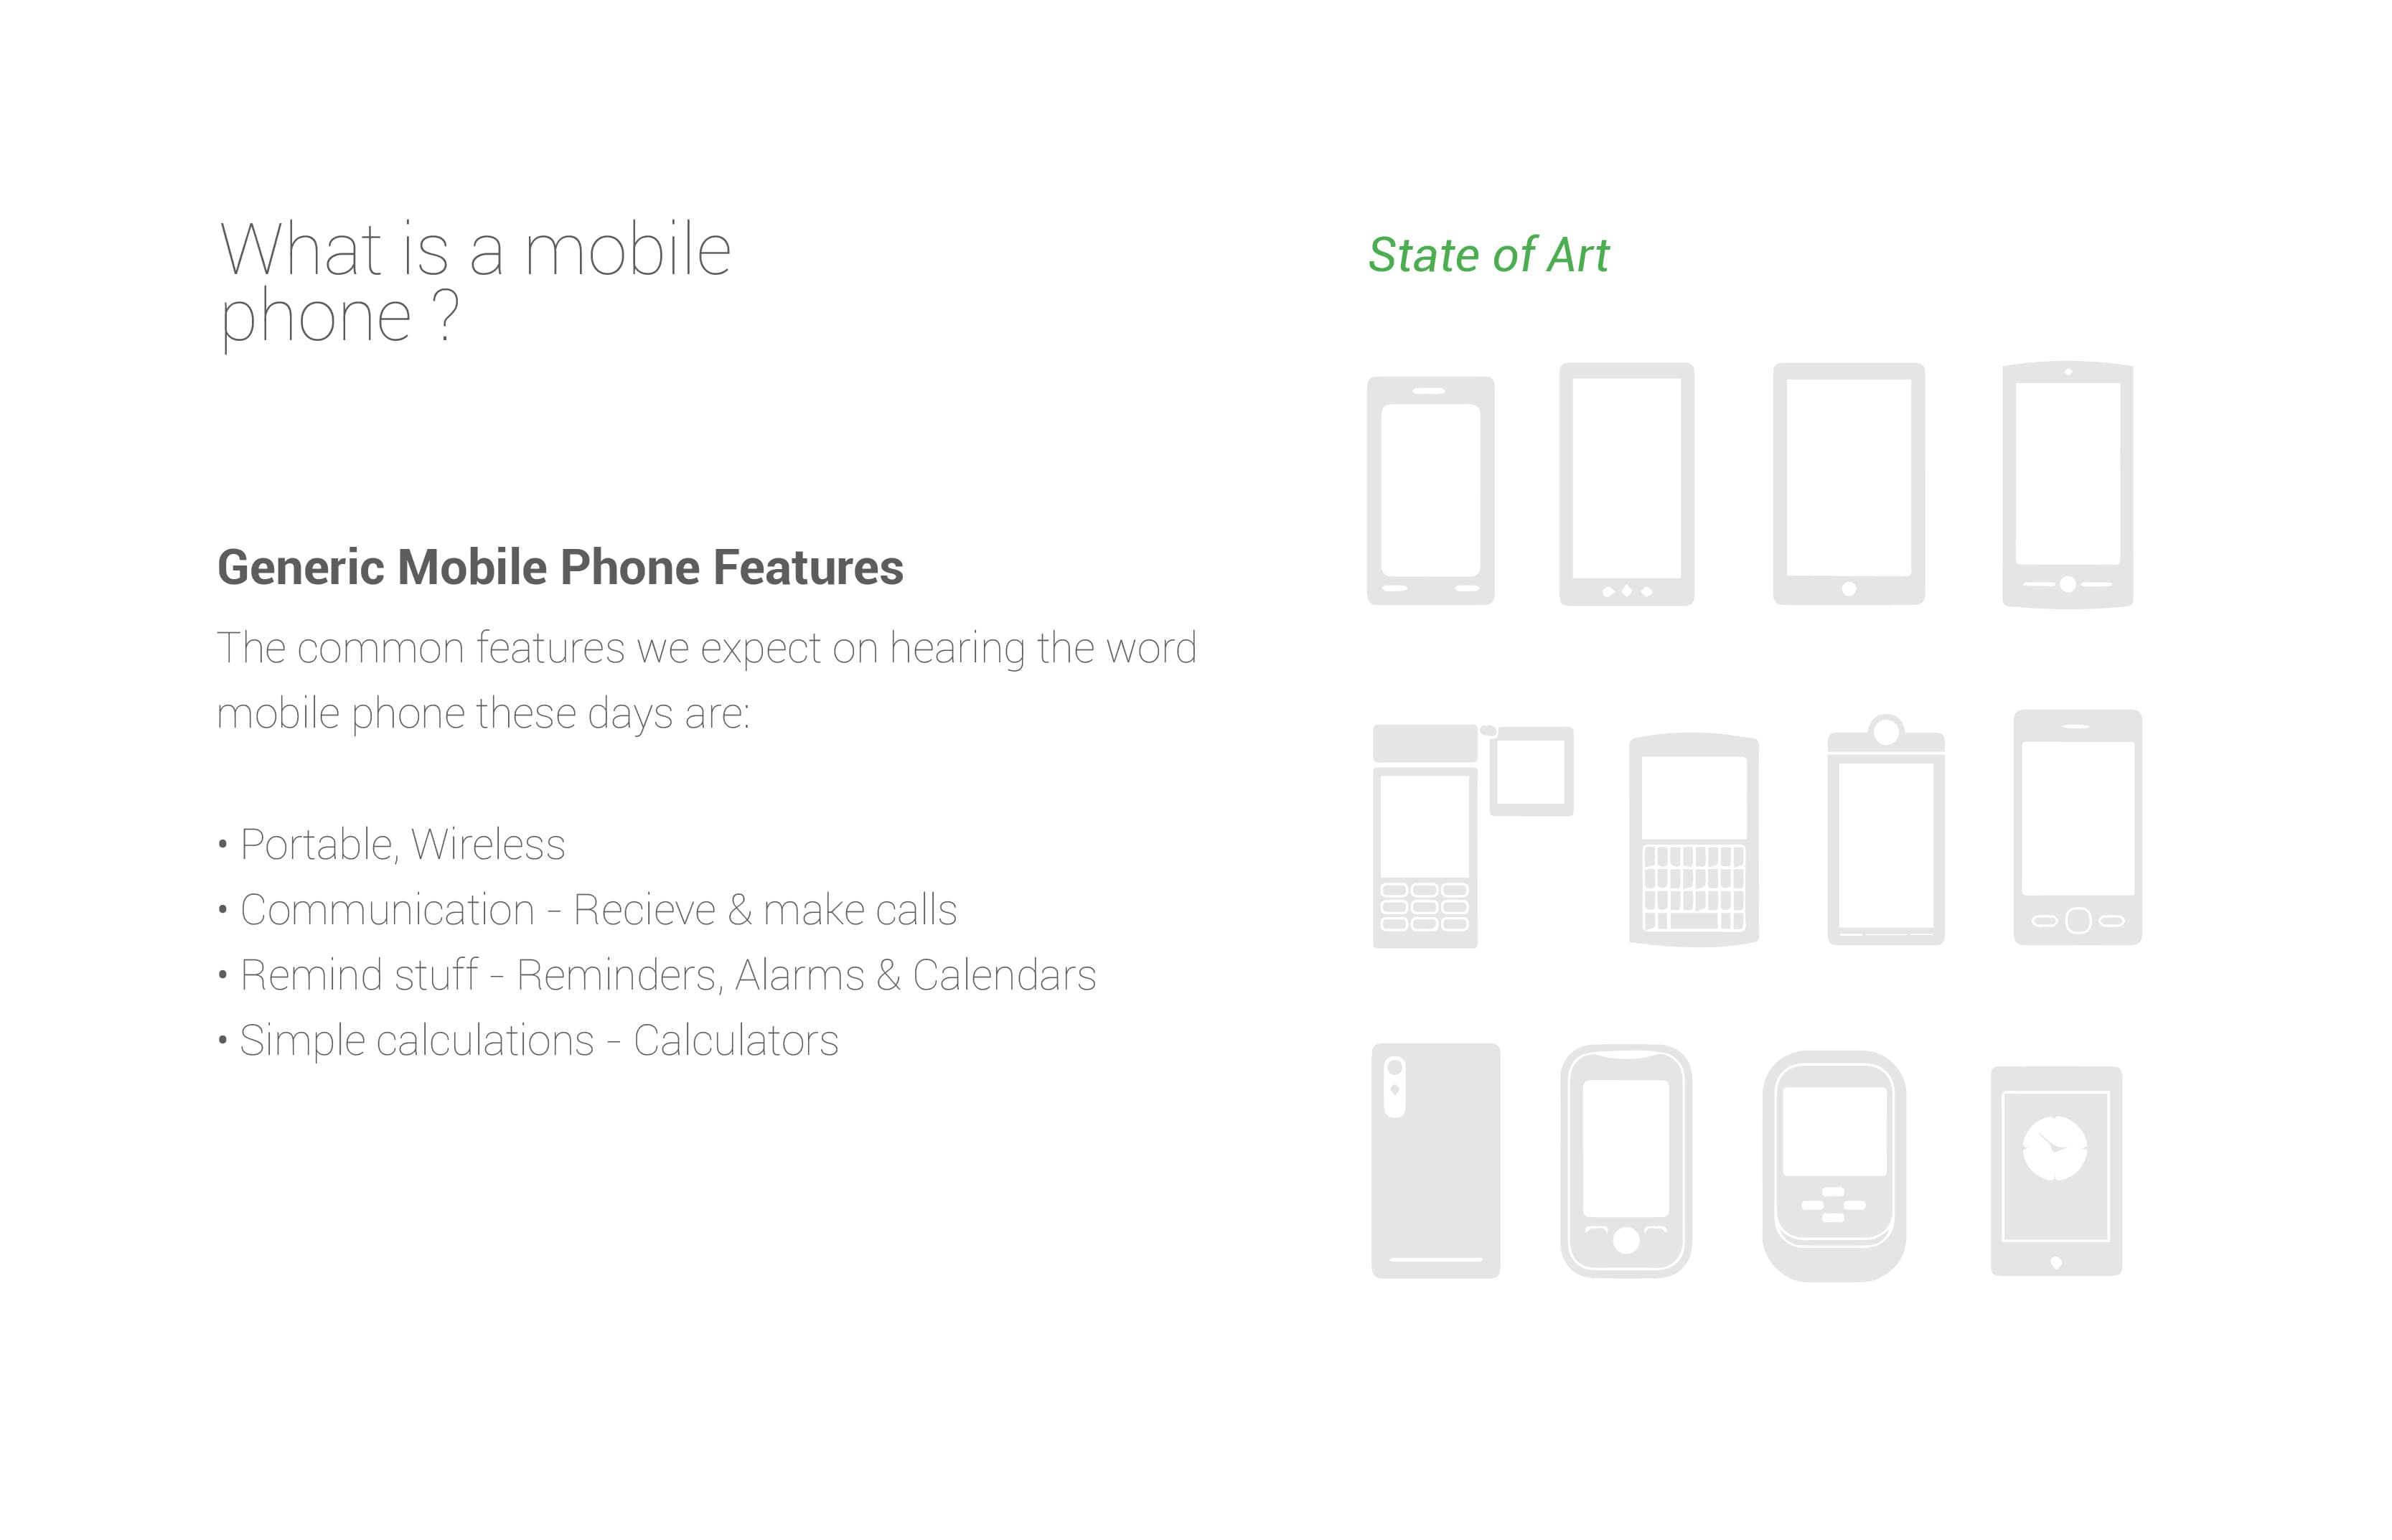 What is a mobile
phone ?
State of Art
Generic Mobile Phone Features
The common features we expect on hearing the word
mobile phone these days are:
• Portable, Wireless
• Communication - Recieve & make calls
• Remind stuff - Reminders, Alarms & Calendars
• Simple calculations - Calculators